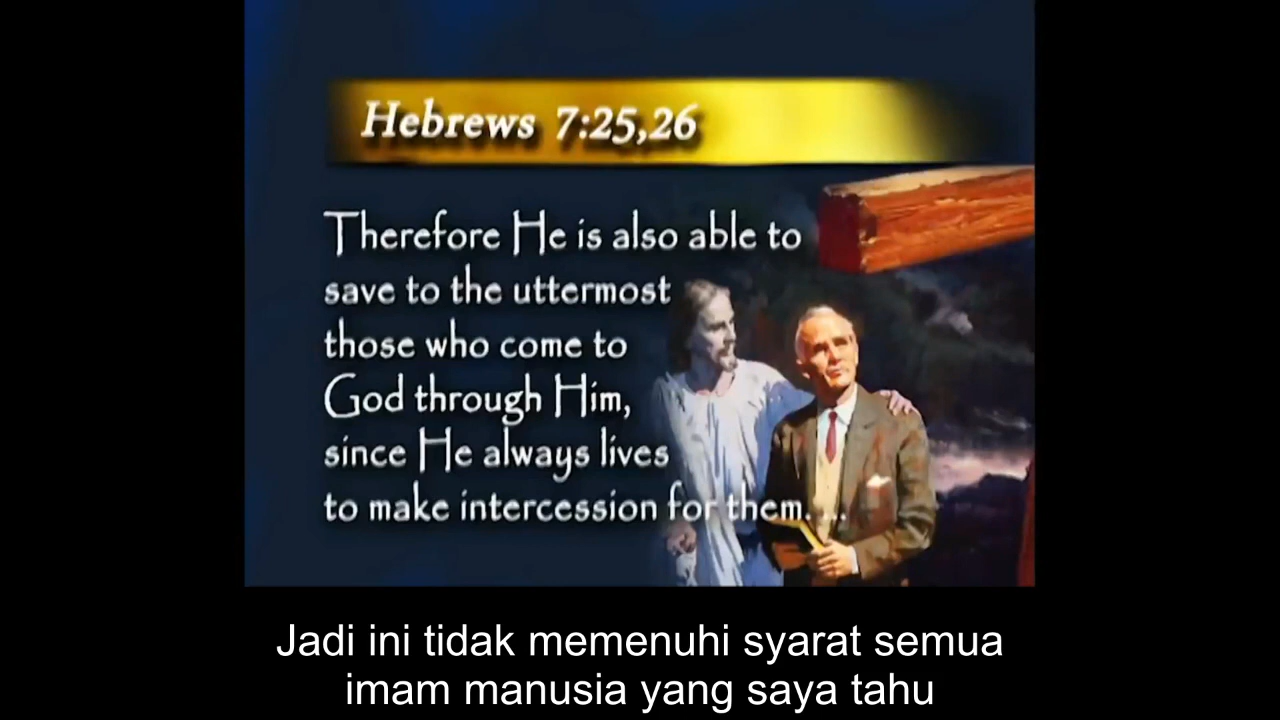 Hebrews 7:25,26
Therefore He is also able to
save to the uttermost
those who come to
God through Him,
since He always lives
to make intercession for them. ...
Jadi ini tidak memenuhi syarat semua
imam manusia yang saya tahu